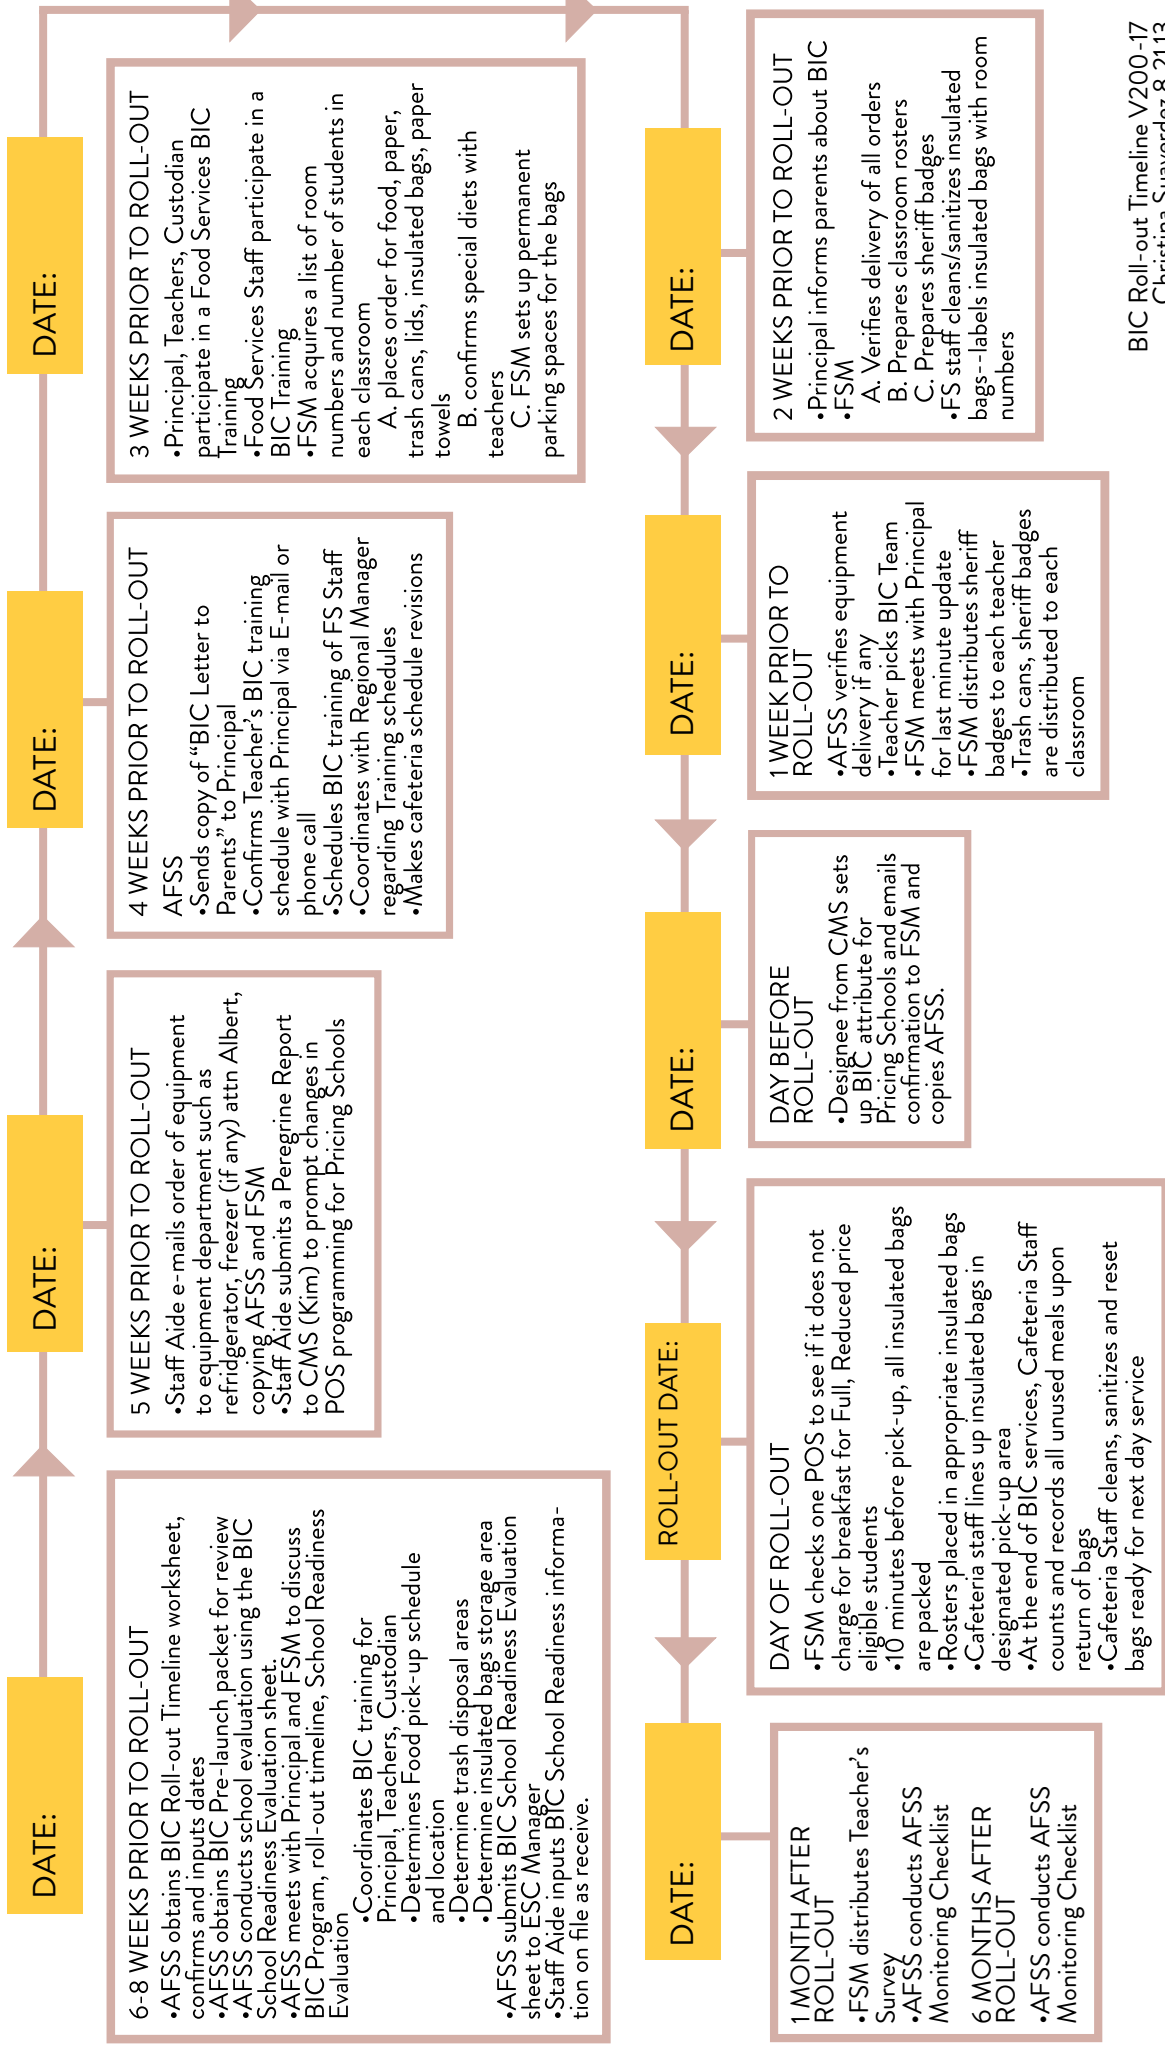 DATE:
6-8 WEEKS PRIOR TO ROLL-OUT
•AFSS obtains BIC Roll-out Timeline worksheet,
confirms and inputs dates
•AFSS obtains BIC Pre-launch packet for review
•AFSS conducts school evaluation using the BIC
School Readiness Evaluation sheet.
•AFSS meets with Principal and FSM to discuss
BIC Program, roll-out timeline, School Readiness
Evaluation
•Coordinates BIC training for
Principal, Teachers, Custodian
•Determines Food pick-up schedule
and location
•Determine trash disposal areas
•Determine insulated bags storage area
•AFSS submits BIC School Readiness Evaluation
sheet to ESC Manager
•Staff Aide inputs BIC School Readiness informa-
tion on file as receive.
DATE:
5 WEEKS PRIOR TO ROLL-OUT
•Staff Aide e-mails order of equipment
to equipment department such as
refridgerator, freezer (if any) attn Albert,
copying AFSS and FSM
•Staff Aide submits a Peregrine Report
to CMS (Kim) to prompt changes in
POS programming for Pricing Schools
DATE:
4 WEEKS PRIOR TO ROLL-OUT
AFSS
•Sends copy of “BIC Letter to
Parents” to Principal
•Confirms Teacher's BIC training
schedule with Principal via E-mail or
phone call
•Schedules BIC training of FS Staff
•Coordinates with Regional Manager
regarding Training schedules
•Makes cafeteria schedule revisions
DATE:
3 WEEKS PRIOR TO ROLL-OUT
•Principal, Teachers, Custodian
participate in a Food Services BIC
Training
•Food Services Staff participate in a
BIC Training
•FSM acquires a list of room
numbers and number of students in
each classroom
A. places order for food, paper,
trash cans, lids, insulated bags, paper
towels
B. confirms special diets with
teachers
C. FSM sets up permanent
parking spaces for the bags
DATE:
2 WEEKS PRIOR TO ROLL-OUT
•Principal informs parents about BIC
•FSM
A. Verifies delivery of all orders
B. Prepares classroom rosters
C. Prepares sheriff badges
•FS staff cleans/sanitizes insulated
bags--labels insulated bags with room
numbers
DATE:
1 WEEK PRIOR TO
ROLL-OUT
•AFSS verifies equipment
delivery if any
•Teacher picks BIC Team
•FSM meets with Principal
for last minute update
•FSM distributes sheriff
badges to each teacher
•Trash cans, sheriff badges
are distributed to each
classroom
DATE:
DAY BEFORE
ROLL-OUT
•Designee from CMS sets
up BIC attribute for
Pricing Schools and emails
confirmation to FSM and
copies AFSS.
ROLL-OUT DATE:
DAY OF ROLL-OUT
•FSM checks one POS to see if it does not
charge for breakfast for Full, Reduced price
eligible students
•10 minutes before pick-up, all insulated bags
are packed
•Rosters placed in appropriate insulated bags
•Cafeteria staff lines up insulated bags in
designated pick-up area
•At the end of BIC services, Cafeteria Staff
counts and records all unused meals upon
return of bags
•Cafeteria Staff cleans, sanitizes and reset
bags ready for next day service
DATE:
1 MONTH AFTER
ROLL-OUT
•FSM distributes Teacher's
Survey
•AFSS conducts AFSS
Monitoring Checklist
6 MONTHS AFTER
ROLL-OUT
•AFSS conducts AFSS
Monitoring Checklist
BIC Roll-out Timeline V200-17
Christina